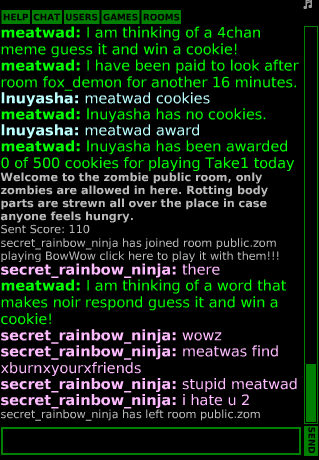 HELP CHAT USERS GAMES ROOMS
meatwad: I am thinking of a 4chan
meme guess it and win a cookie!
meatwad: I have been paid to look after
room fox_demon for another 16 minutes.
Inuyasha: meatwad cookies
meatwad: Inuyasha has no cookies.
Inuyasha: meatwad award
meatwad: Inuyasha has been awarded
0 of 500 cookies for playing Take1 today
Welcome to the zombie public room, only
zombies are allowed in here. Rotting body
parts are strewn all over the place in case
anyone feels hungry.
Sent Score: 110
secret_rainbow_ninja has joined room public.zom
playing BowWow click here to play it with them!!!
secret_rainbow_ninja: there
meatwad: I am thinking of a word that
makes noir respond guess it and win a
cookie!
secret_rainbow_ninja: wowz
secret_rainbow_ninja: meatwas find
xburnxyourxfriends
secret_rainbow_ninja: stupid meatwad
secret_rainbow_ninja: i hate u 2
secret_rainbow_ninja has left room public.zom
SEND